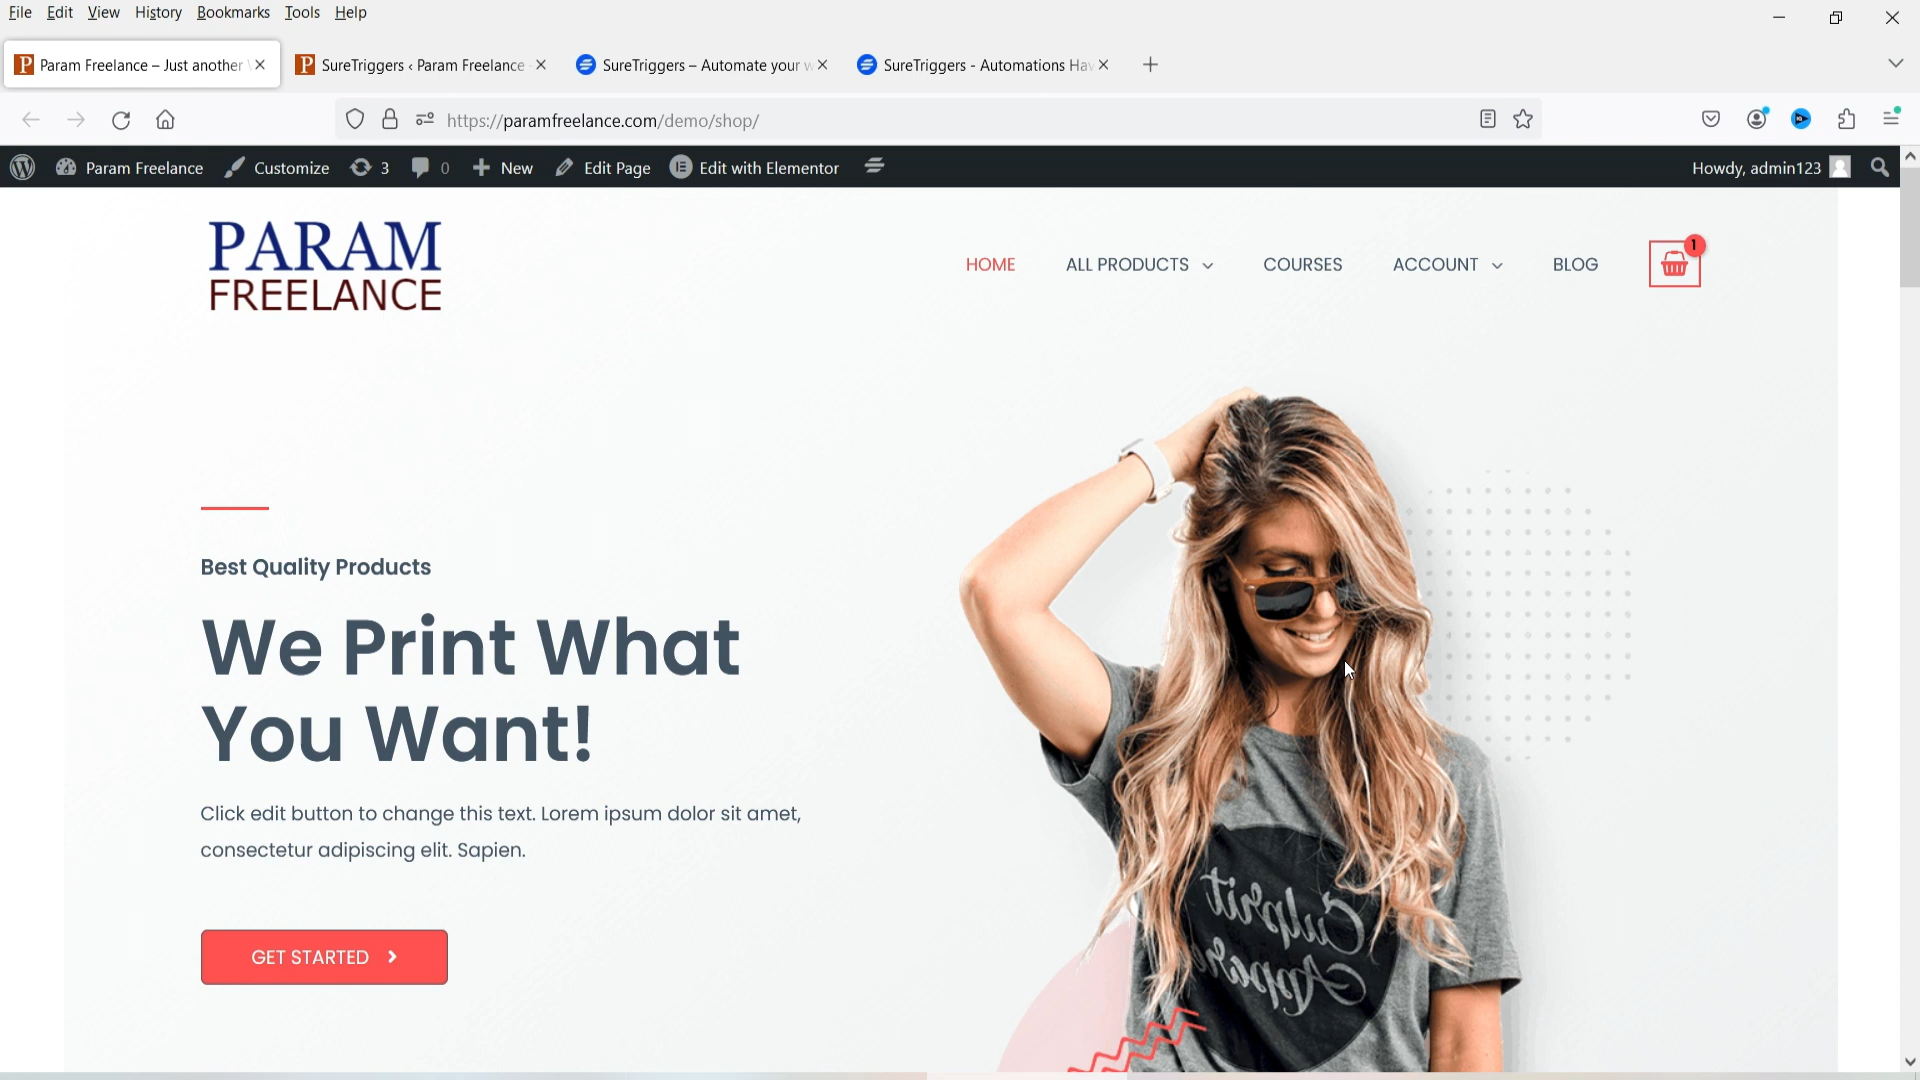 File Edit View History Bookmarks Tools Help
Param Freelance – Just another
SureTriggers ‹ Param Freelance
SureTriggers – Automate your w
SureTriggers - Automations Hav
https://paramfreelance.com/demo/shop/
Param Freelance Customize 3 0 New Edit Page Edit with Elementor Howdy, admin123
PARAM
FREELANCE
HOME ALL PRODUCTS COURSES ACCOUNT BLOG 1
Best Quality Products
We Print What
You Want!
Click edit button to change this text. Lorem ipsum dolor sit amet,
consectetur adipiscing elit. Sapien.
GET STARTED
Culprit